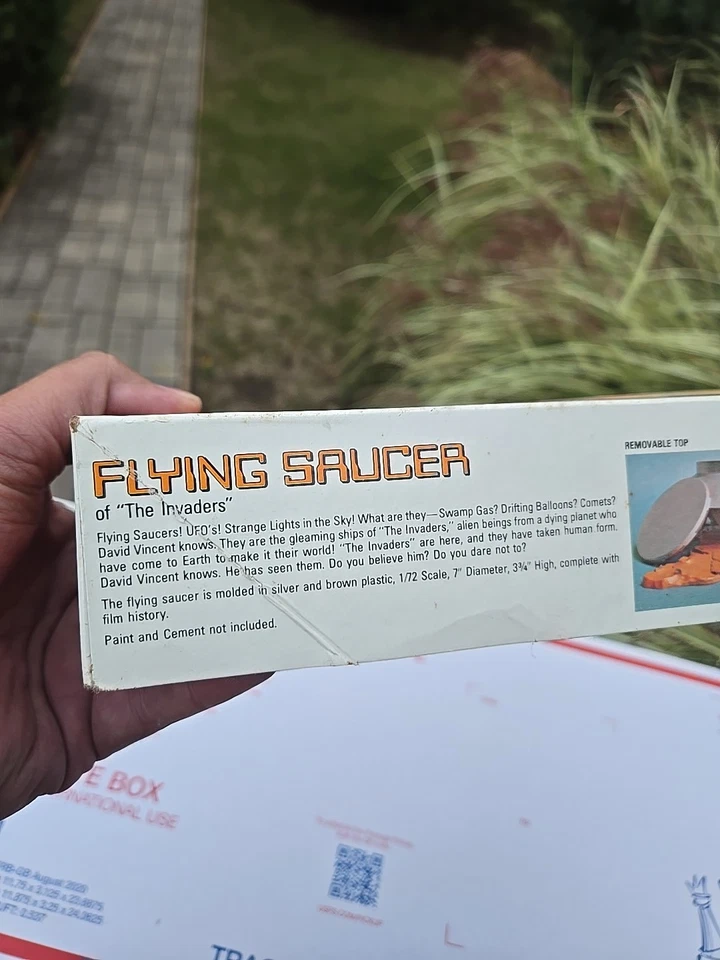 FLYING SAUCER
of "The Invaders"
REMOVABLE TOP
Flying Saucers! UFO's! Strange Lights in the Sky! What are they—Swamp Gas? Drifting Balloons? Comets?
David Vincent knows. They are the gleaming ships of "The Invaders," alien beings from a dying planet who
have come to Earth to make it their world! "The Invaders" are here, and they have taken human form.
David Vincent knows. He has seen them. Do you believe him? Do you dare not to?
The flying saucer is molded in silver and brown plastic, 1/72 Scale, 7" Diameter, 3¾" High, complete with
film history.
Paint and Cement not included.
E BOX
NATIONAL USE
August 2020
TRAC